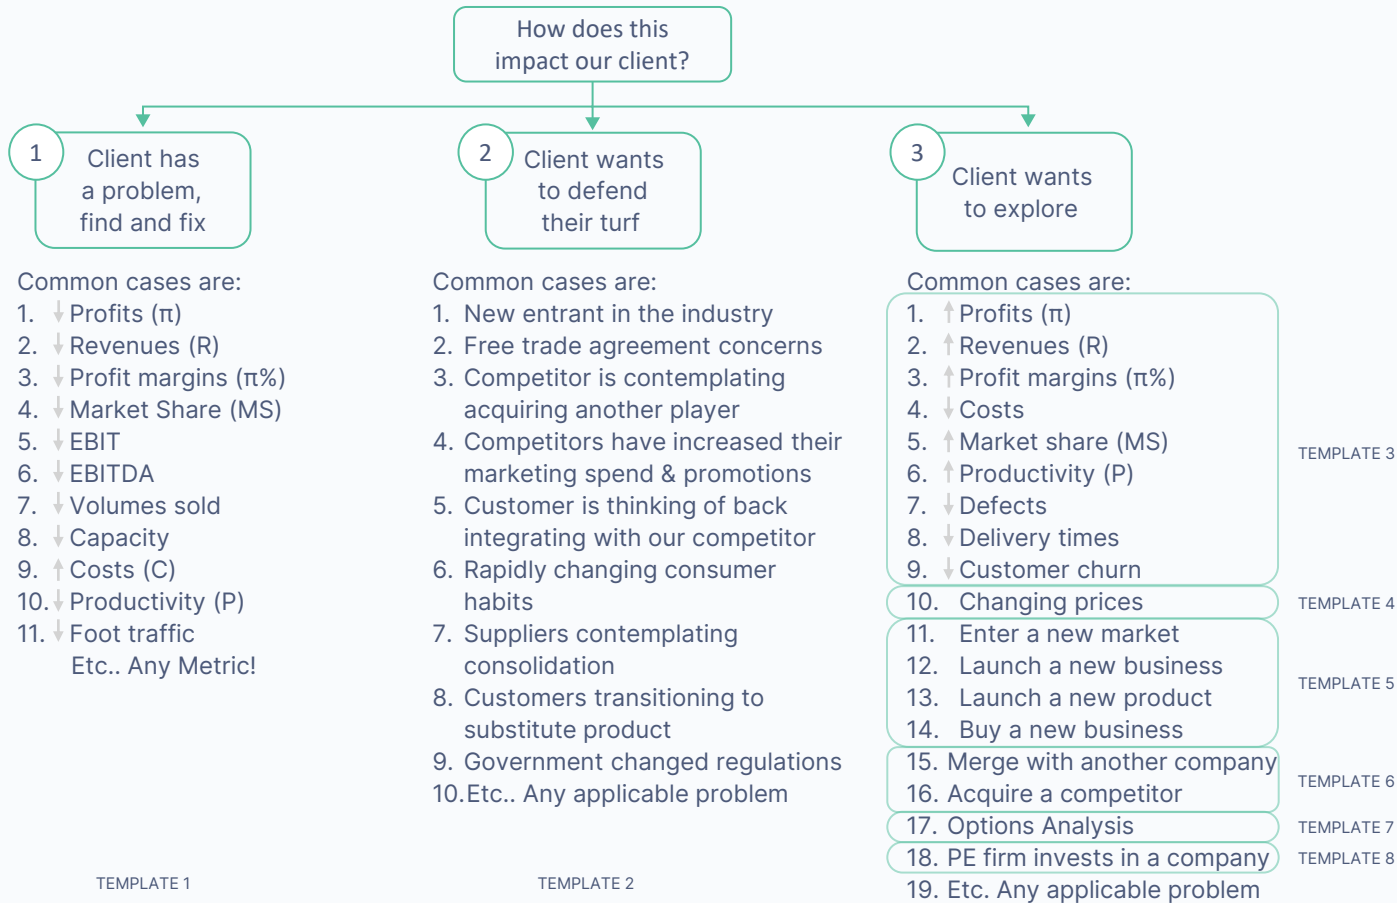 How does this
impact our client?
1
Client has
a problem,
find and fix
2
Client wants
to defend
their turf
3
Client wants
to explore
Common cases are:
1. ↓ Profits (π)
2. ↓ Revenues (R)
3. ↓ Profit margins (π%)
4. ↓ Market Share (MS)
5. ↓ EBIT
6. ↓ EBITDA
7. ↓ Volumes sold
8. ↓ Capacity
9. ↑ Costs (C)
10. ↓ Productivity (P)
11. ↓ Foot traffic
Etc.. Any Metric!
TEMPLATE 1
Common cases are:
1. New entrant in the industry
2. Free trade agreement concerns
3. Competitor is contemplating
acquiring another player
4. Competitors have increased their
marketing spend & promotions
5. Customer is thinking of back
integrating with our competitor
6. Rapidly changing consumer
habits
7. Suppliers contemplating
consolidation
8. Customers transitioning to
substitute product
9. Government changed regulations
10.Etc.. Any applicable problem
TEMPLATE 2
Common cases are:
1. ↑ Profits (π)
2. ↑ Revenues (R)
3. ↑ Profit margins (π%)
4. ↓ Costs
5. ↑ Market share (MS)
6. ↑ Productivity (P)
7. ↓ Defects
8. ↓ Delivery times
9. ↓ Customer churn
TEMPLATE 3
10. Changing prices
TEMPLATE 4
11. Enter a new market
12. Launch a new business
13. Launch a new product
14. Buy a new business
TEMPLATE 5
15. Merge with another company
16. Acquire a competitor
TEMPLATE 6
17. Options Analysis
TEMPLATE 7
18. PE firm invests in a company
TEMPLATE 8
19. Etc. Any applicable problem